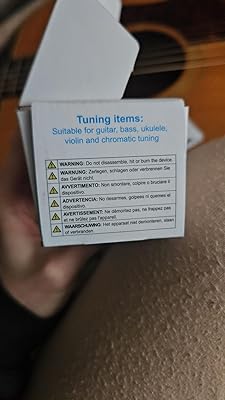 Tuning items:
Suitable for guitar, bass, ukulele,
violin and chromatic tuning
WARNING: Do not disassemble, hit or burn the device.
WARNUNG: Zerlegen, schlagen oder verbrennen Sie
das Gerät nicht.
AVVERTIMENTO: Non smontare, colpire o bruciare il
dispositivo.
ADVERTENCIA: No desarmes, golpees ni quemes el
dispositivo.
AVERTISSEMENT: Ne démontez pas, ne frappez pas
et ne brûlez pas l'appareil.
WAARSCHUWING: Het apparaat niet demonteren, slaan
of verbranden.